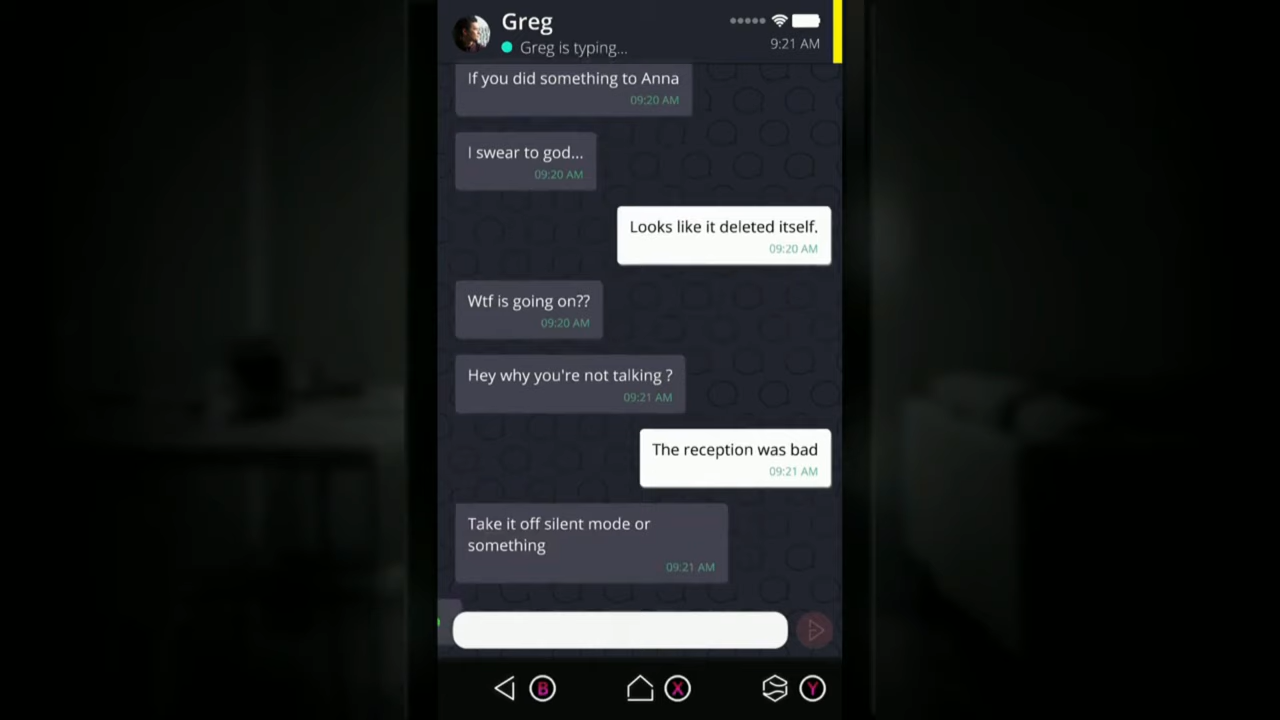 Greg
Greg is typing...
9:21 AM
If you did something to Anna
09:20 AM
I swear to god...
09:20 AM
Looks like it deleted itself.
09:20 AM
Wtf is going on??
09:20 AM
Hey why you're not talking ?
09:21 AM
The reception was bad
09:21 AM
Take it off silent mode or
something
09:21 AM
B
X
Y